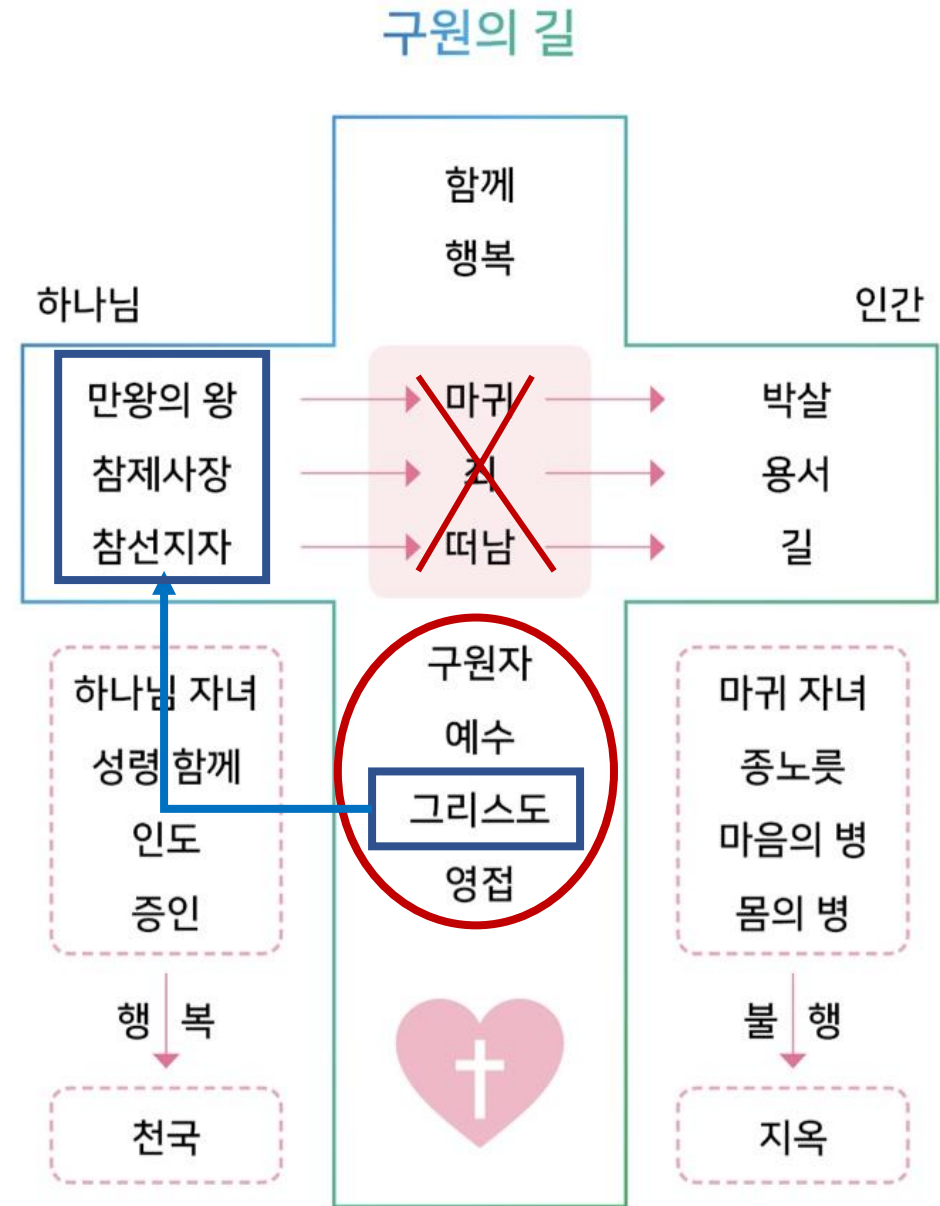 구원의 길
함께
행복
하나님
인간
만왕의 왕
마귀
박살
참제사장
죄
용서
참선지자
떠남
길
하나님 자녀
성령 함께
인도
증인
구원자
예수
그리스도
영접
마귀 자녀
종노릇
마음의 병
몸의 병
행 복
불 행
천국
지옥